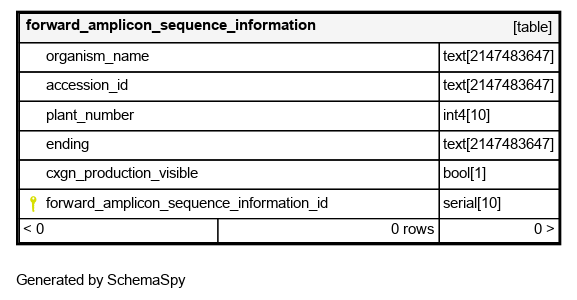 forward_amplicon_sequence_information [table]
organism_name text[2147483647]
accession_id text[2147483647]
plant_number int4[10]
ending text[2147483647]
cxgn_production_visible bool[1]
forward_amplicon_sequence_information_id serial[10]
< 0 0 rows 0 >
Generated by SchemaSpy